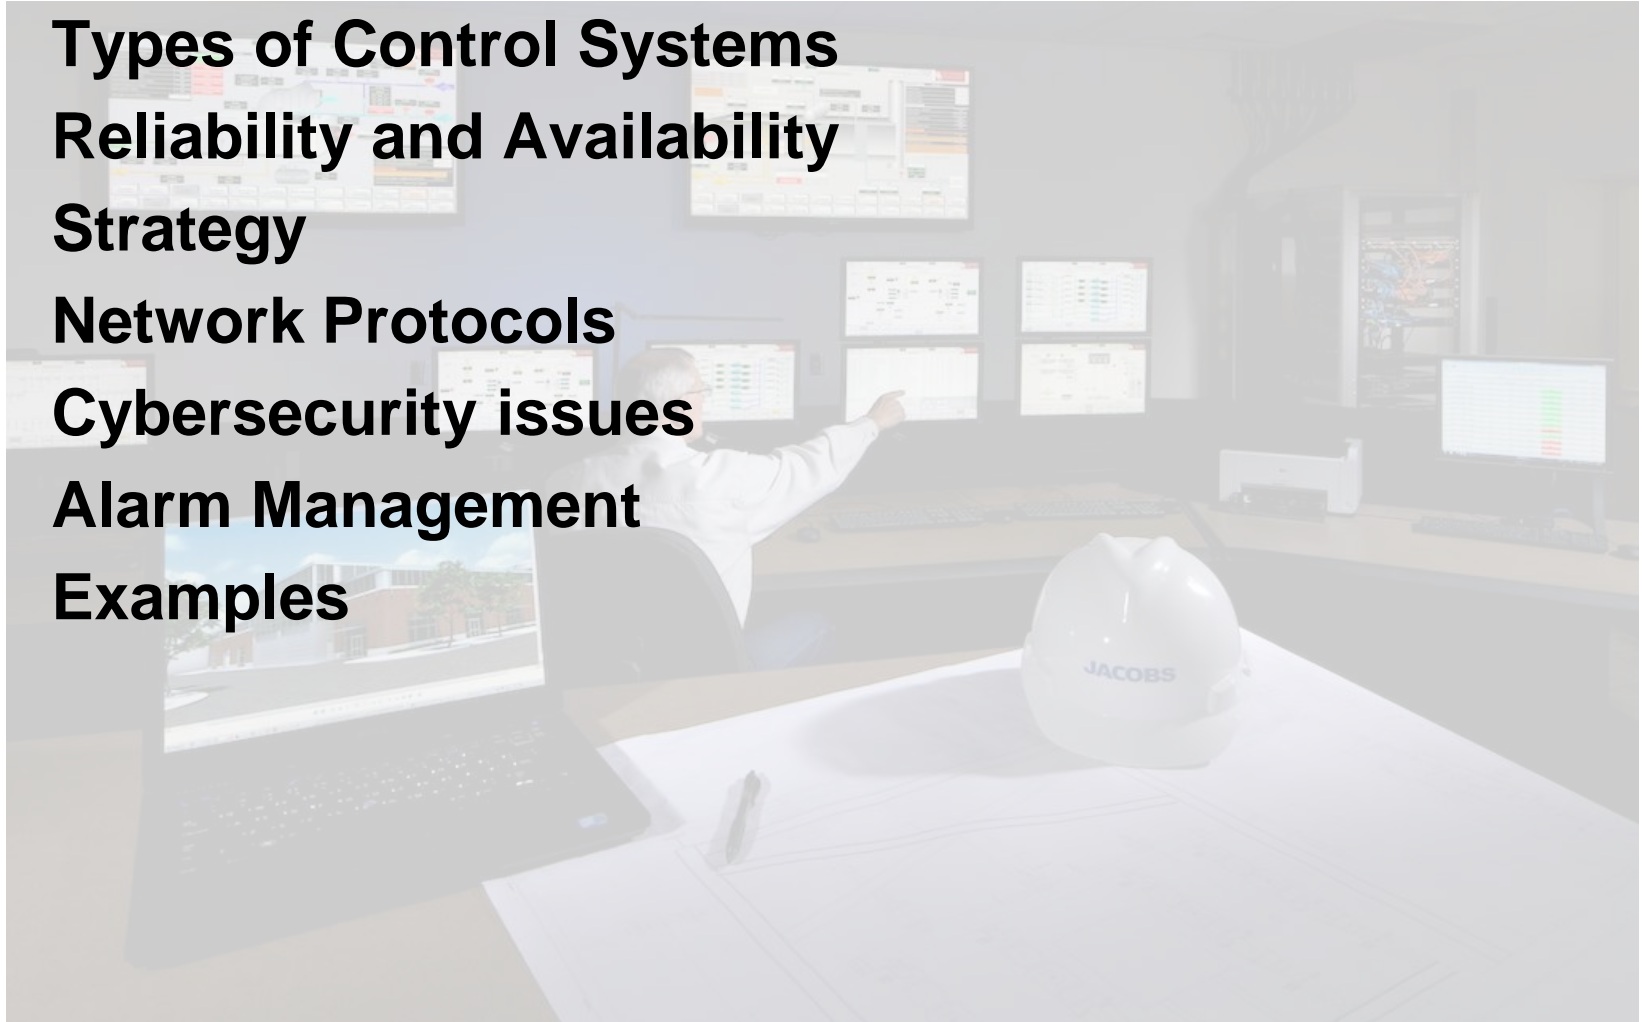 Types of Control Systems
Reliability and Availability
Strategy
Network Protocols
Cybersecurity issues
Alarm Management
Examples
JACOBS